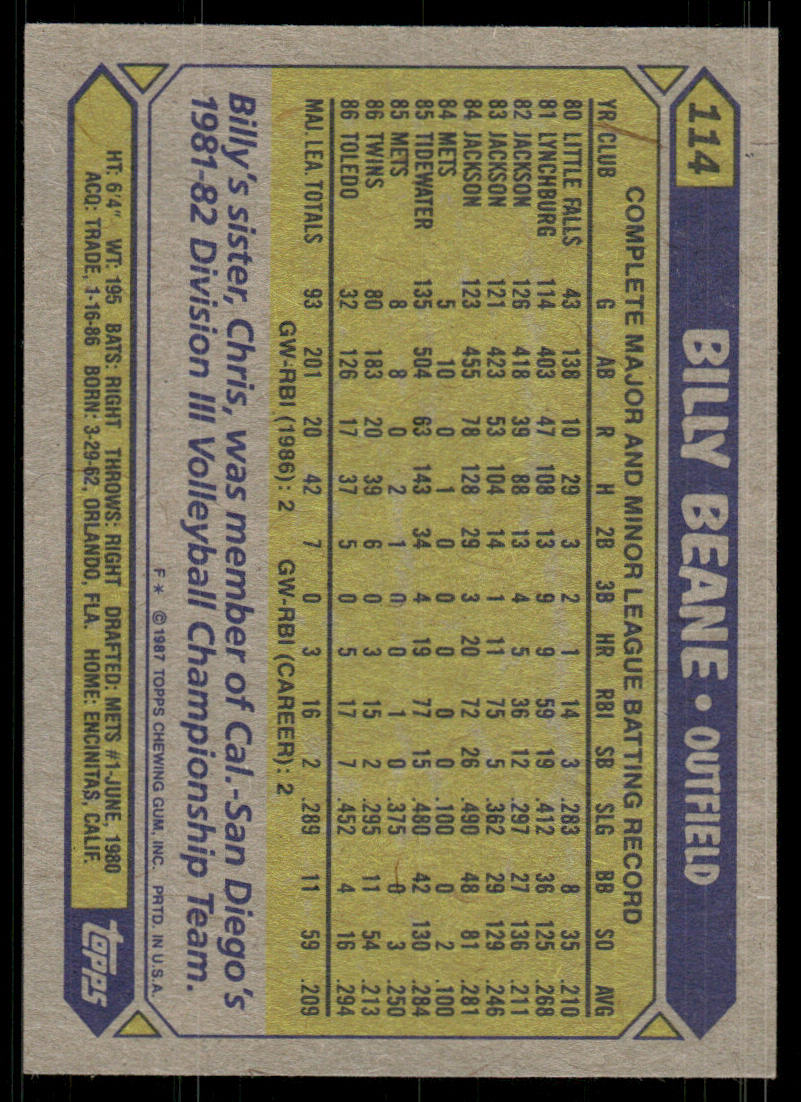 114
BILLY BEANE • OUTFIELD
COMPLETE MAJOR AND MINOR LEAGUE BATTING RECORD
YR CLUB G AB R H 2B 3B HR RBI SB SLG BB SO AVG
80 LITTLE FALLS 43 138 10 29 3 2 1 14 3 .283 8 35 .210
81 LYNCHBURG 114 403 47 108 13 9 9 59 19 .412 36 125 .268
82 JACKSON 126 418 39 88 13 4 5 36 12 .297 27 136 .211
83 JACKSON 121 423 53 104 14 1 11 75 5 .362 29 129 .246
84 JACKSON 123 455 78 128 29 3 20 72 26 .490 48 81 .281
84 METS 5 10 0 1 0 0 0 0 0 .100 0 2 .100
85 TIDEWATER 135 504 63 143 34 4 19 77 15 .480 42 130 .284
85 METS 8 8 0 2 1 0 0 1 0 .375 0 3 .250
86 TWINS 80 183 20 39 6 0 3 15 2 .295 11 54 .213
86 TOLEDO 32 126 17 37 5 0 5 17 7 .452 4 16 .294
MAJ. LEA. TOTALS 93 201 20 42 7 0 3 16 2 .289 11 59 .209
GW-RBI (1986): 2 GW-RBI (CAREER): 2
Billy's sister, Chris, was member of Cal.-San Diego's
1981-82 Division III Volleyball Championship Team.
F* © 1987 TOPPS CHEWING GUM, INC. PRTD. IN U.S.A.
HT: 6'4" WT: 195 BATS: RIGHT THROWS: RIGHT DRAFTED: METS #1-JUNE, 1980
ACQ: TRADE, 1-16-86 BORN: 3-29-62, ORLANDO, FLA. HOME: ENCINITAS, CALIF.
topps